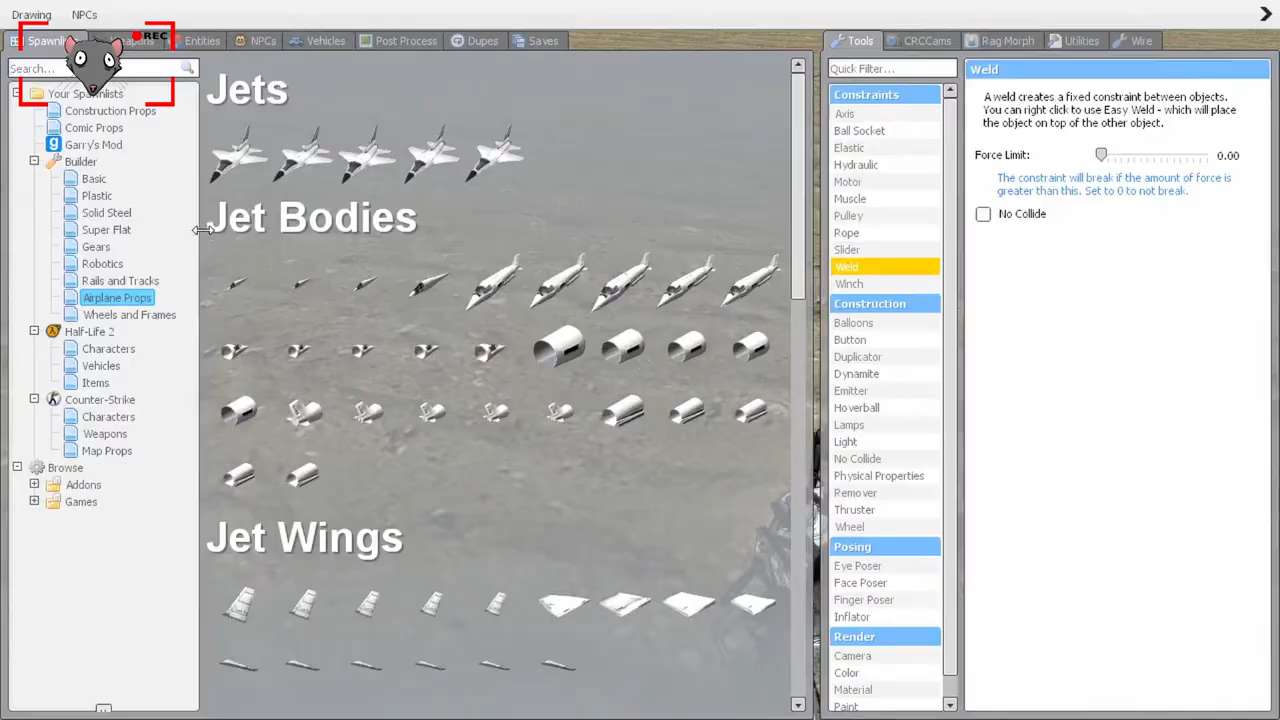 Drawing
NPCs
REC
Spawnlists
Weapons
Entities
NPCs
Vehicles
Post Process
Dupes
Saves
Search...
Your Spawnlists
Construction Props
Comic Props
Garry's Mod
Builder
Basic
Plastic
Solid Steel
Super Flat
Gears
Robotics
Rails and Tracks
Airplane Props
Wheels and Frames
Half-Life 2
Characters
Vehicles
Items
Counter-Strike
Characters
Weapons
Map Props
Browse
Addons
Games
Jets
Jet Bodies
Jet Wings
Tools
CRCCams
Rag Morph
Utilities
Wire
Quick Filter...
Constraints
Axis
Ball Socket
Elastic
Hydraulic
Motor
Muscle
Pulley
Rope
Slider
Weld
Winch
Construction
Balloons
Button
Duplicator
Dynamite
Emitter
Hoverball
Lamps
Light
No Collide
Physical Properties
Remover
Thruster
Wheel
Posing
Eye Poser
Face Poser
Finger Poser
Inflator
Render
Camera
Color
Material
Paint
Weld
A weld creates a fixed constraint between objects.
You can right click to use Easy Weld - which will place
the object on top of the other object.
Force Limit:
0.00
The constraint will break if the amount of force is
greater than this. Set to 0 to not break.
No Collide